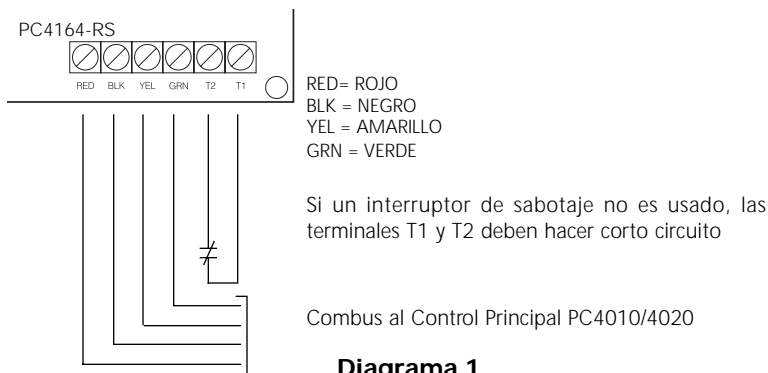 PC4164-RS
RED BLK YEL GRN T2 T1
RED= ROJO
BLK = NEGRO
YEL = AMARILLO
GRN = VERDE
Si un interruptor de sabotaje no es usado, las
terminales T1 y T2 deben hacer corto circuito
Combus al Control Principal PC4010/4020
Diagrama 1